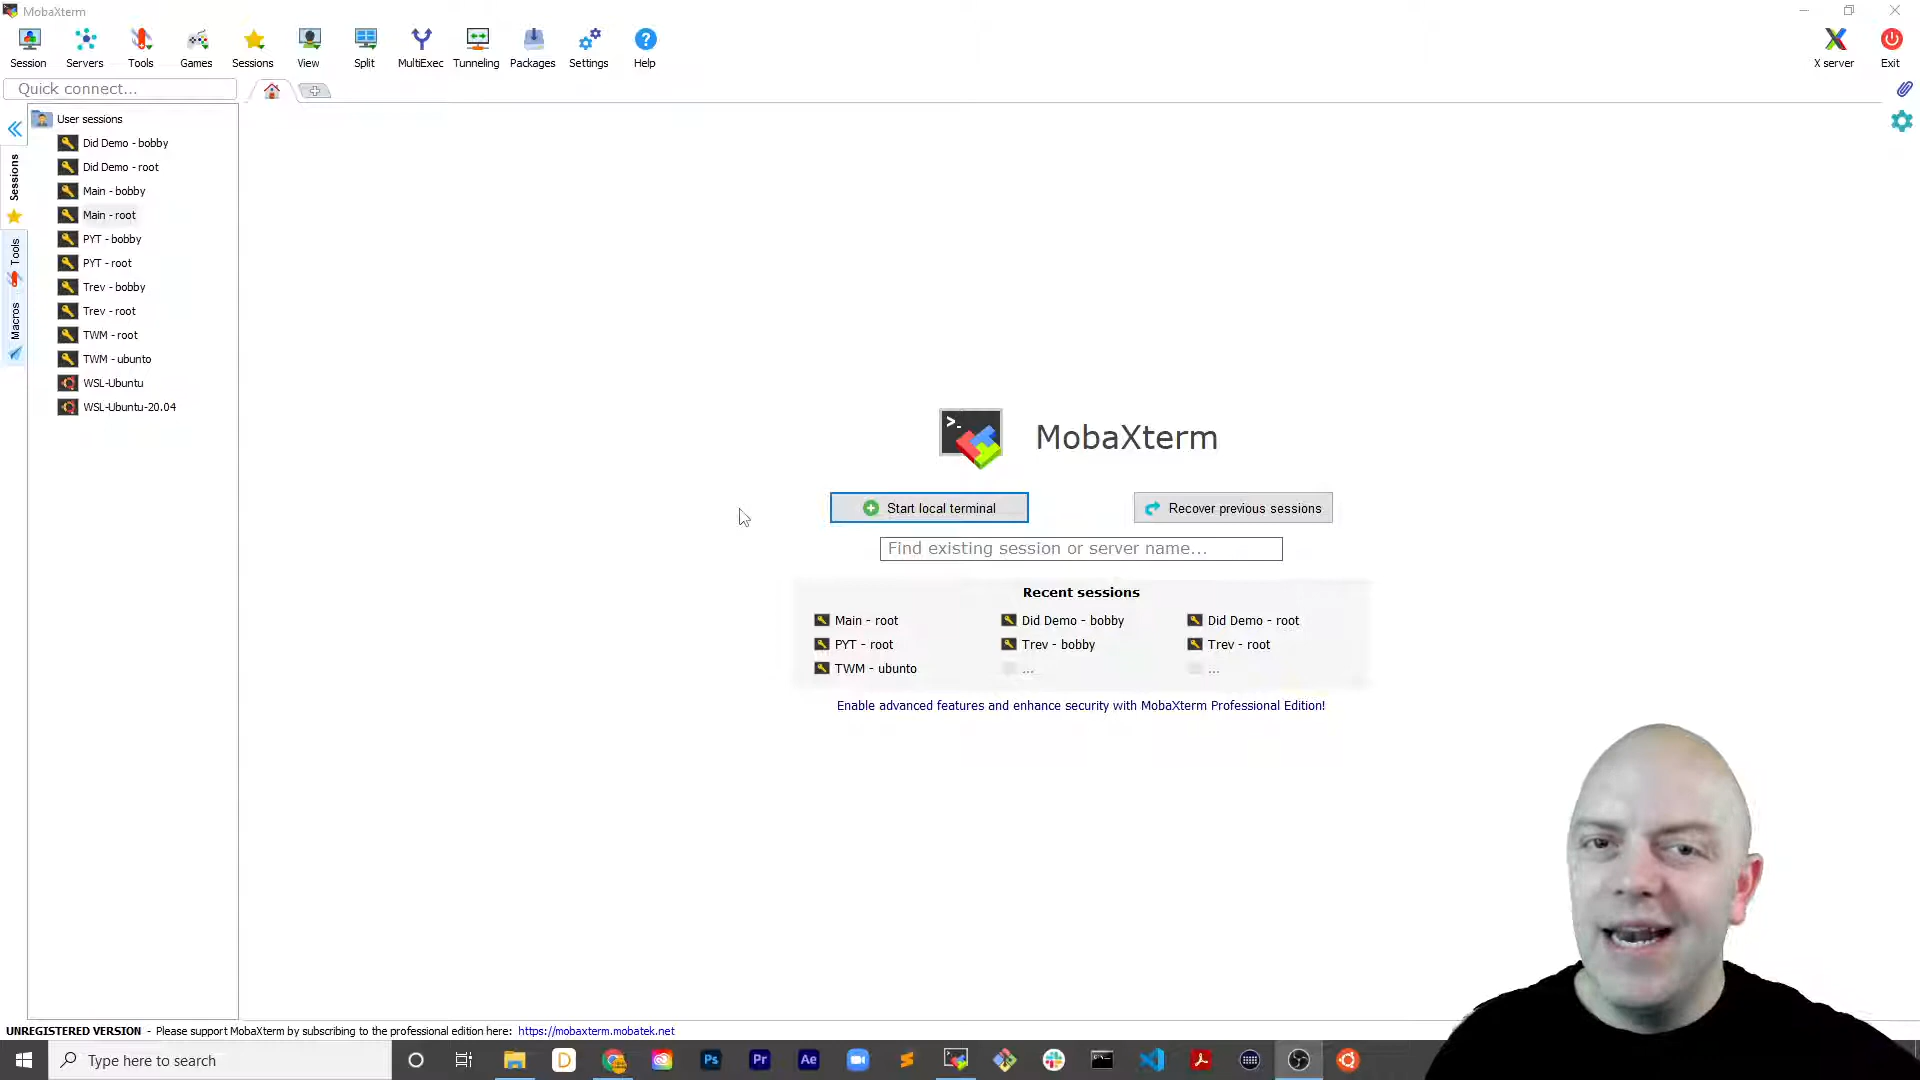 MobaXterm
Session
Servers
Tools
Games
Sessions
View
Split
MultiExec
Tunneling
Packages
Settings
Help
X server
Exit
Quick connect...
User sessions
Did Demo - bobby
Did Demo - root
Main - bobby
Main - root
PYT - bobby
PYT - root
Trev - bobby
Trev - root
TWM - root
TWM - ubunto
WSL-Ubuntu
WSL-Ubuntu-20.04
Sessions
Tools
Macros
>_
MobaXterm
Start local terminal
Recover previous sessions
Find existing session or server name...
Recent sessions
Main - root
Did Demo - bobby
Did Demo - root
PYT - root
Trev - bobby
Trev - root
TWM - ubunto
...
...
Enable advanced features and enhance security with MobaXterm Professional Edition!
UNREGISTERED VERSION - Please support MobaXterm by subscribing to the professional edition here: https://mobaxterm.mobatek.net
Type here to search
D
Ps
Pr
Ae